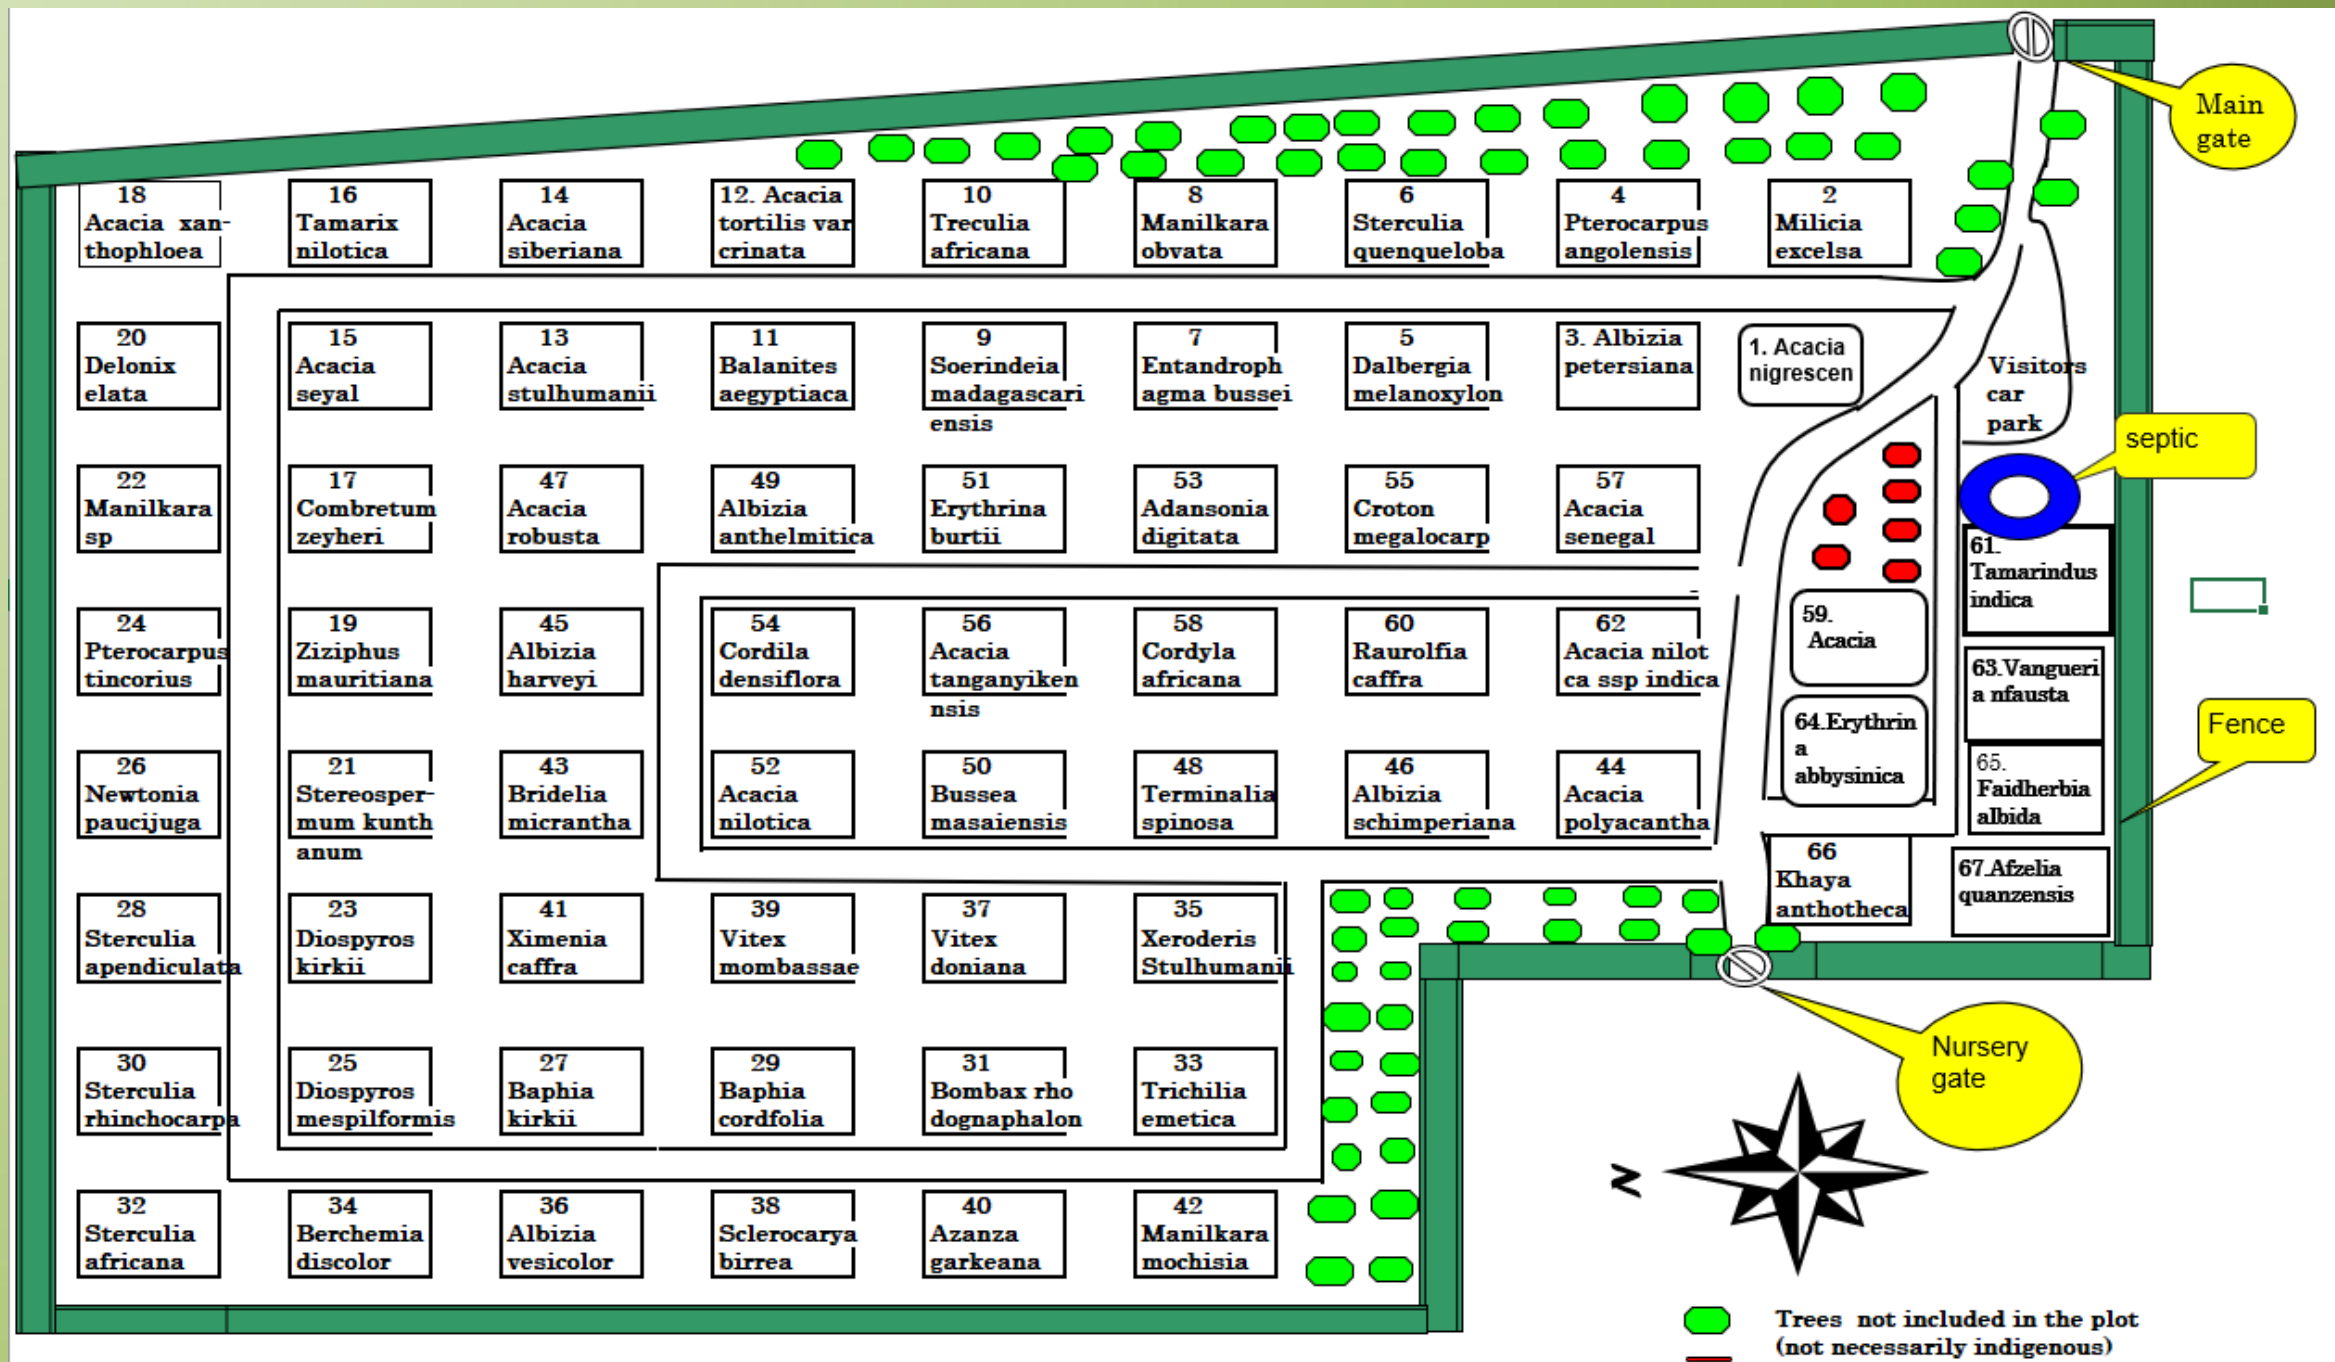 Main
gate
18
Acacia xan-
thophloea
16
Tamarix
nilotica
14
Acacia
siberiana
12. Acacia
tortilis var
crinata
10
Treculia
africana
8
Manilkara
obvata
6
Sterculia
quenqueloba
4
Pterocarpus
angolensis
2
Milicia
excelsa
20
Delonix
elata
15
Acacia
seyal
13
Acacia
stulhumanii
11
Balanites
aegyptiaca
9
Soerindeia
madagascari
ensis
7
Entandroph
agma bussei
5
Dalbergia
melanoxylon
3. Albizia
petersiana
1. Acacia
nigrescen
Visitors
car
park
septic
22
Manilkara
sp
17
Combretum
zeyheri
47
Acacia
robusta
49
Albizia
anthelmitica
51
Erythrina
burtii
53
Adansonia
digitata
55
Croton
megalocarp
57
Acacia
senegal
61.
Tamarindus
indica
24
Pterocarpus
tincorius
19
Ziziphus
mauritiana
45
Albizia
harveyi
54
Cordila
densiflora
56
Acacia
tanganyiken
nsis
58
Cordyla
africana
60
Raurolfia
caffra
62
Acacia nilot
ca ssp indica
59.
Acacia
63.Vangueri
a nfausta
64.Erythrin
a
abbysinica
Fence
26
Newtonia
paucijuga
21
Stereosper-
mum kunth
anum
43
Bridelia
micrantha
52
Acacia
nilotica
50
Bussea
masaiensis
48
Terminalia
spinosa
46
Albizia
schimperiana
44
Acacia
polyacantha
65.
Faidherbia
albida
66
Khaya
anthotheca
67.Afzelia
quanzensis
28
Sterculia
apendiculata
23
Diospyros
kirkii
41
Ximenia
caffra
39
Vitex
mombassae
37
Vitex
doniana
35
Xeroderis
Stulhumanii
30
Sterculia
rhinchocarpa
25
Diospyros
mespilformis
27
Baphia
kirkii
29
Baphia
cordfolia
31
Bombax rho
dognaphalon
33
Trichilia
emetica
Nursery
gate
N
32
Sterculia
africana
34
Berchemia
discolor
36
Albizia
vesicolor
38
Sclerocarya
birrea
40
Azanza
garkeana
42
Manilkara
mochisia
Trees not included in the plot
(not necessarily indigenous)